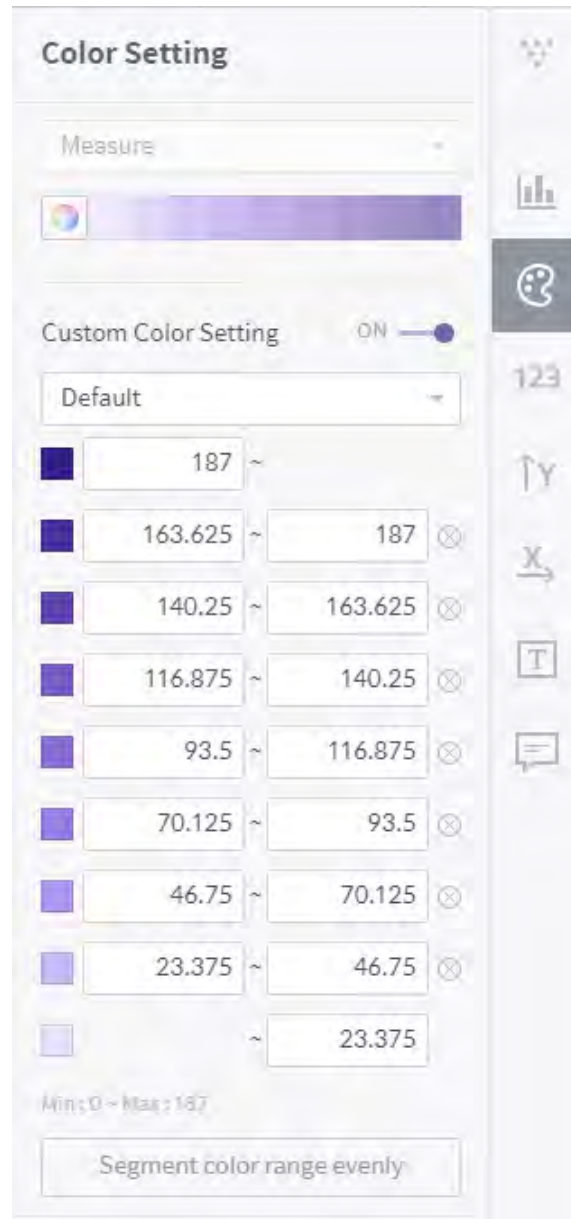 Color Setting
Measure
Custom Color Setting ON
Default
187 ~
163.625 ~ 187
140.25 ~ 163.625
116.875 ~ 140.25
93.5 ~ 116.875
70.125 ~ 93.5
46.75 ~ 70.125
23.375 ~ 46.75
~ 23.375
Min : 0 ~ Max : 187
Segment color range evenly
123
Y
X
T